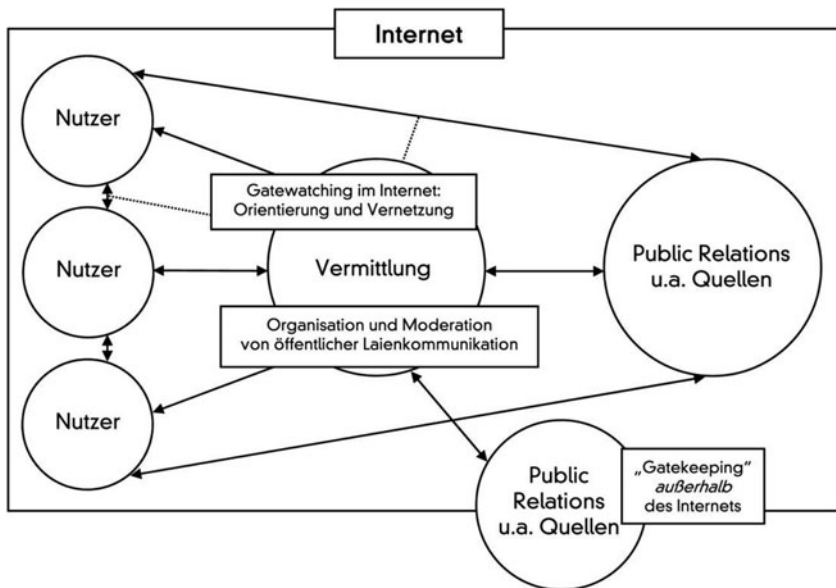 Internet
Nutzer
Gatewatching im Internet:
Orientierung und Vernetzung
Nutzer
Vermittlung
Public Relations
u.a. Quellen
Organisation und Moderation
von öffentlicher Laienkommunikation
Nutzer
Public
Relations
u.a. Quellen
„Gatekeeping“
außerhalb
des Internets